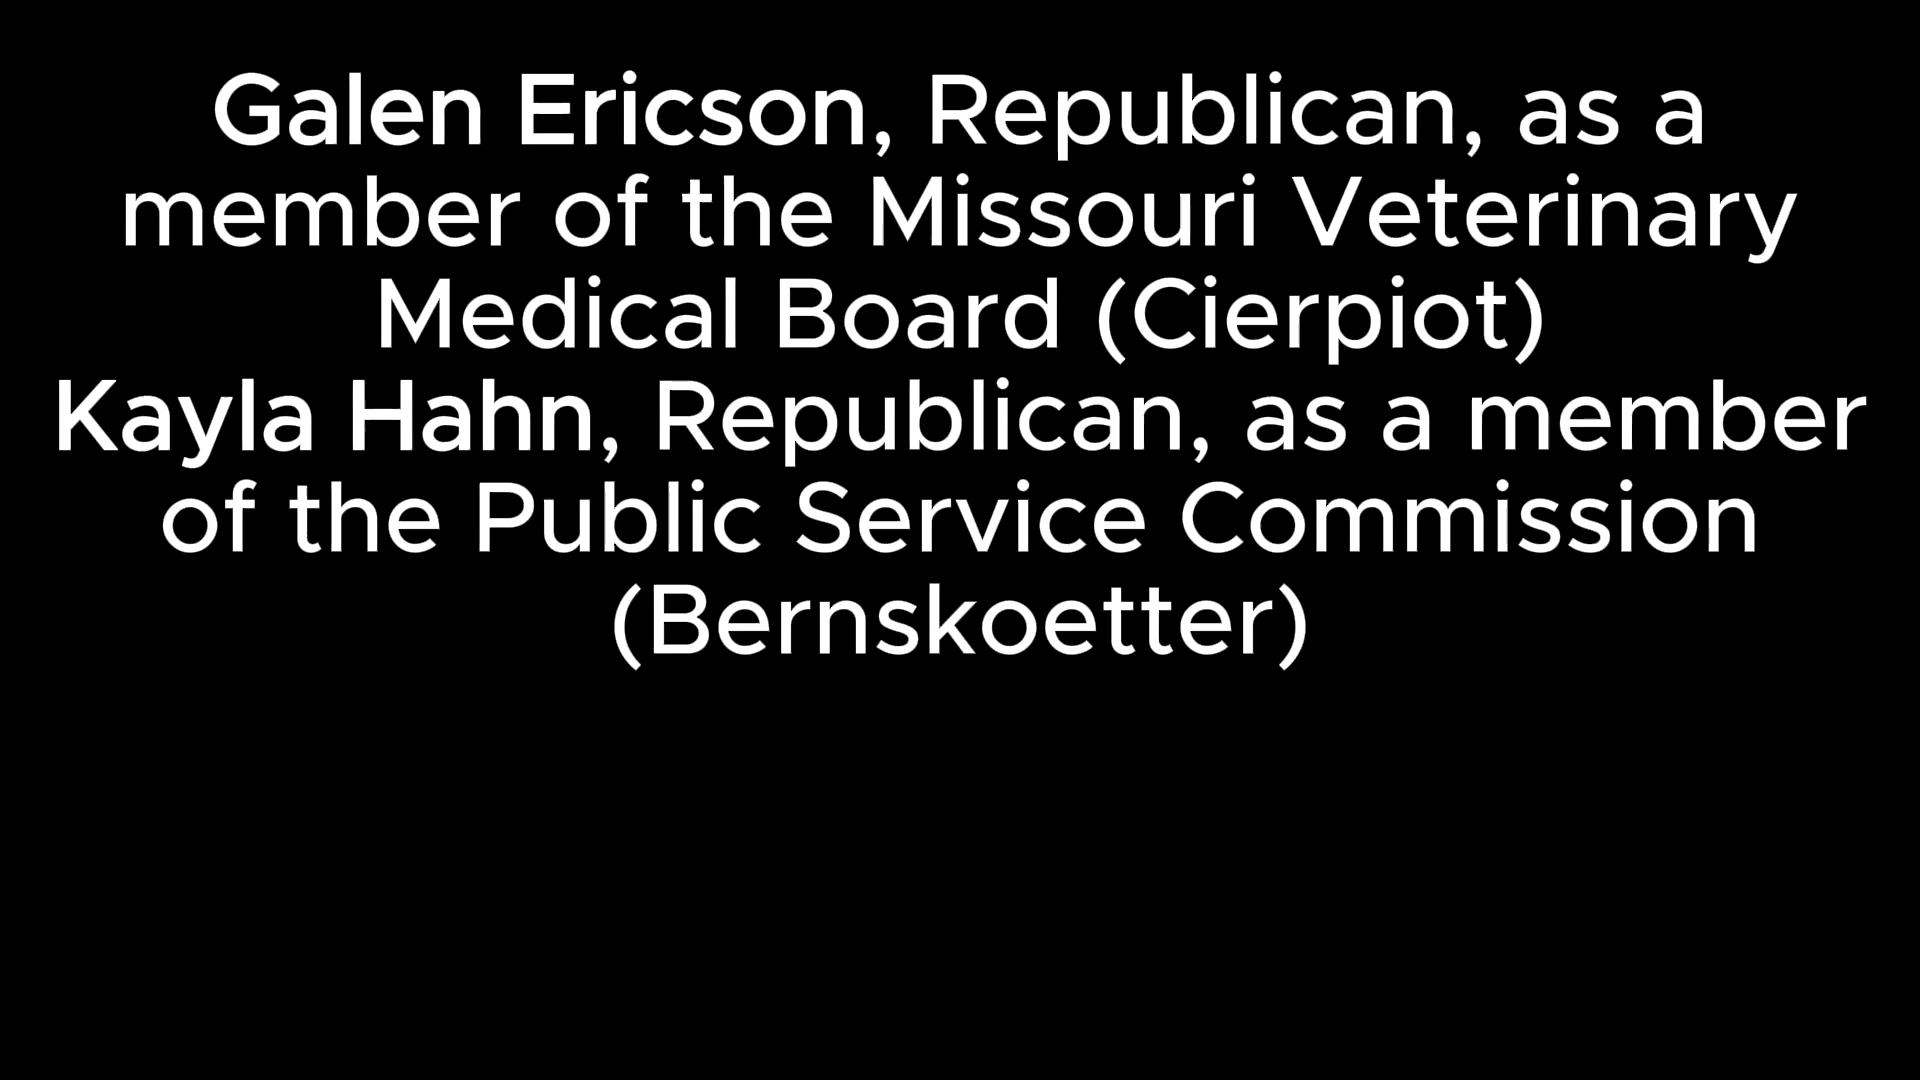 Galen Ericson, Republican, as a
member of the Missouri Veterinary
Medical Board (Cierpiot)
Kayla Hahn, Republican, as a member
of the Public Service Commission
(Bernskoetter)